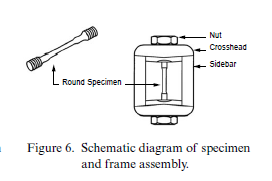 Nut
Crosshead
Sidebar
Round Specimen
Figure 6. Schematic diagram of specimen
and frame assembly.